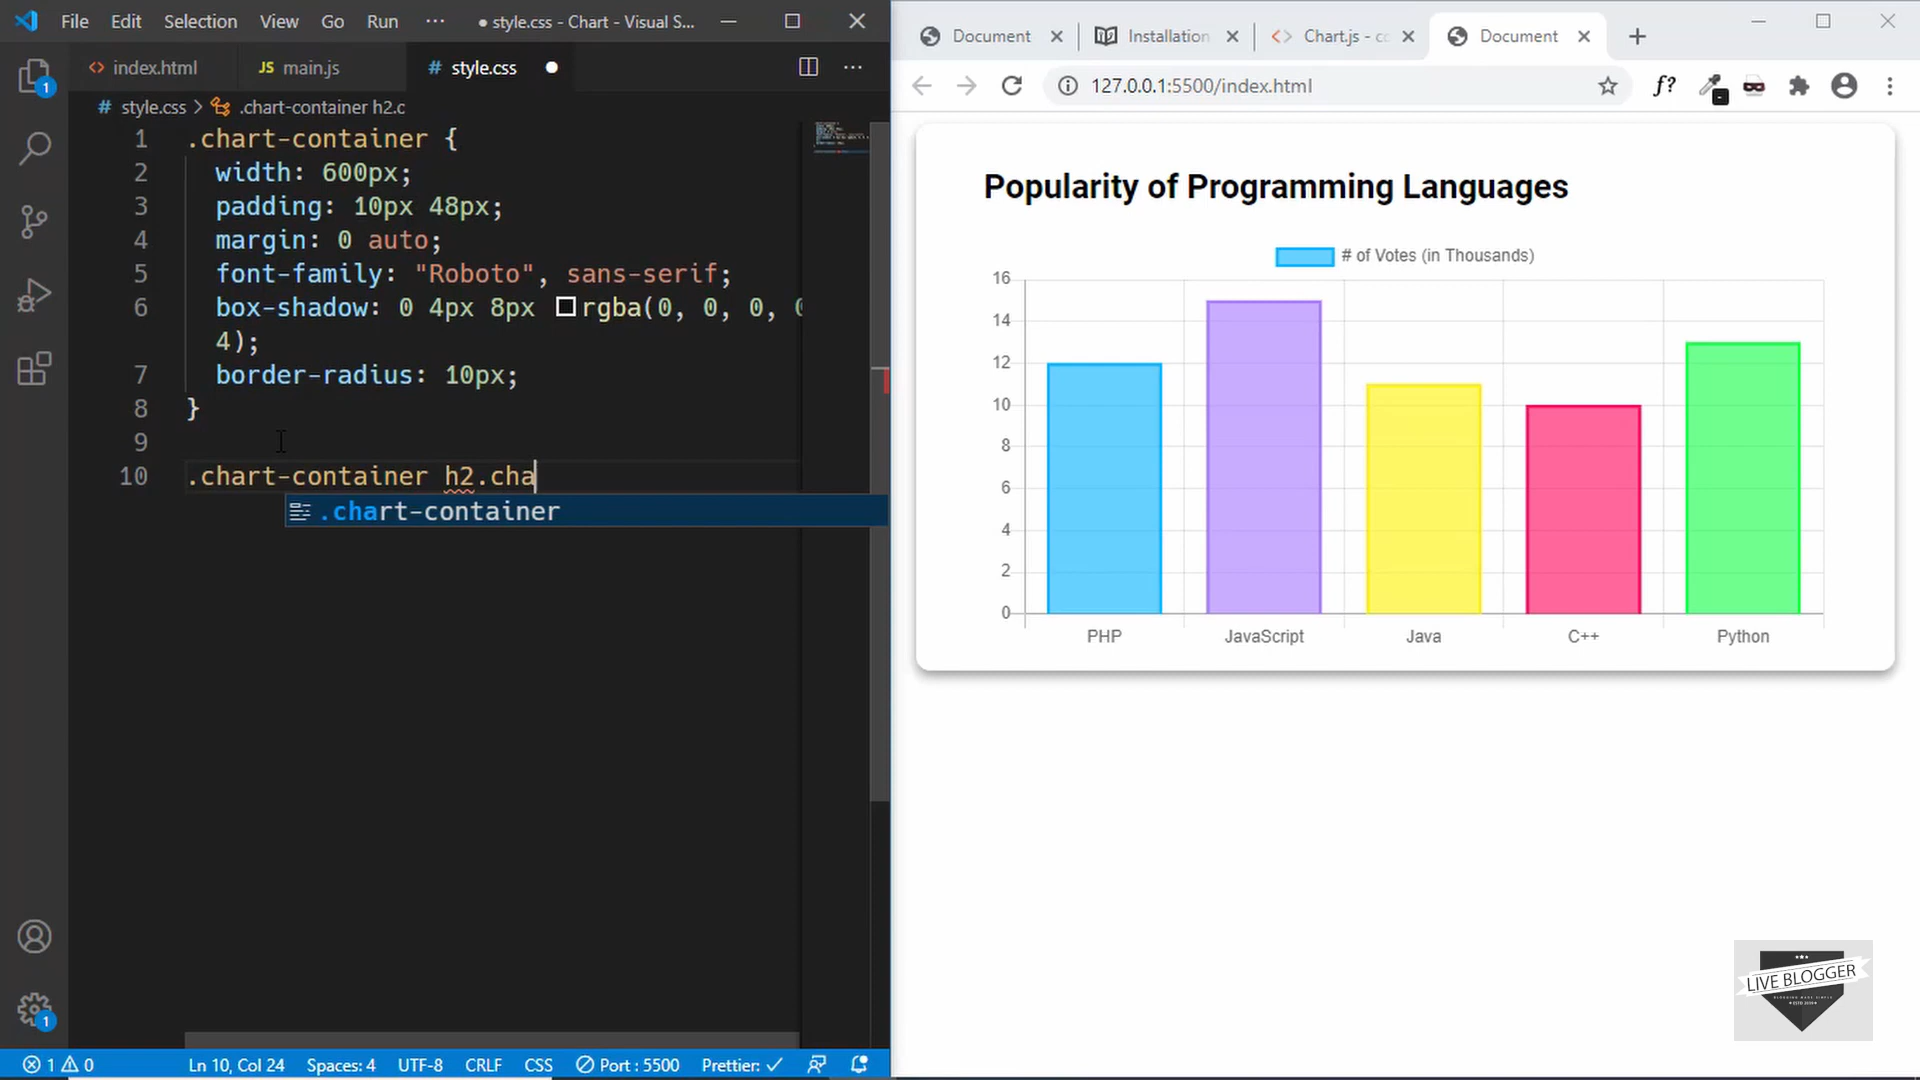 File Edit Selection View Go Run ··· ● style.css - Chart - Visual S...
<> index.html JS main.js # style.css ●
# style.css > .chart-container h2.c
1 .chart-container {
2 width: 600px;
3 padding: 10px 48px;
4 margin: 0 auto;
5 font-family: "Roboto", sans-serif;
6 box-shadow: 0 4px 8px rgba(0, 0, 0, 0
4);
7 border-radius: 10px;
8 }
9
10 .chart-container h2.cha
.chart-container
1
1
1 0 Ln 10, Col 24 Spaces: 4 UTF-8 CRLF CSS Port : 5500 Prettier: ✓
Document Installation <> Chart.js - cc Document
127.0.0.1:5500/index.html f?
Popularity of Programming Languages
# of Votes (in Thousands)
16
14
12
10
8
6
4
2
0
PHP JavaScript Java C++ Python
LIVE BLOGGER